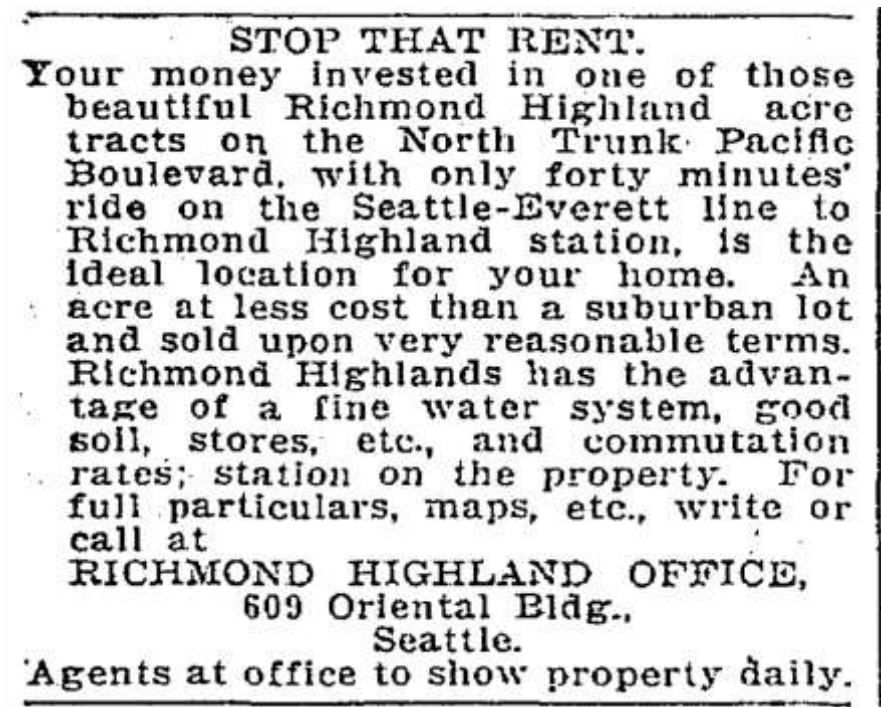 STOP THAT RENT.
Your money invested in one of those
beautiful Richmond Highland acre
tracts on the North Trunk Pacific
Boulevard, with only forty minutes'
ride on the Seattle-Everett line to
Richmond Highland station, is the
ideal location for your home. An
acre at less cost than a suburban lot
and sold upon very reasonable terms.
Richmond Highlands has the advan-
tage of a fine water system, good
soil, stores, etc., and commutation
rates; station on the property. For
full particulars, maps, etc., write or
call at
RICHMOND HIGHLAND OFFICE,
609 Oriental Bldg.,
Seattle.
Agents at office to show property daily.